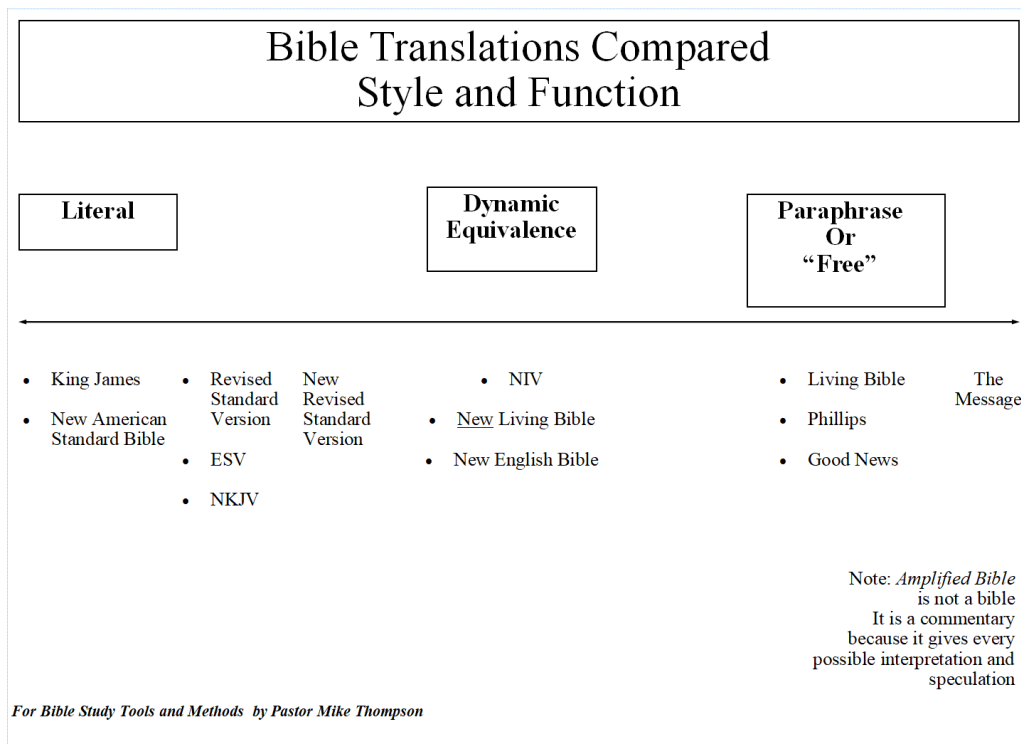 Bible Translations Compared
Style and Function
Literal
Dynamic
Equivalence
Paraphrase
Or
“Free”
• King James
• New American
Standard Bible
• Revised
Standard
Version
• ESV
• NKJV
New
Revised
Standard
Version
• NIV
• New Living Bible
• New English Bible
• Living Bible
• Phillips
• Good News
The
Message
Note: Amplified Bible
is not a bible
It is a commentary
because it gives every
possible interpretation and
speculation
For Bible Study Tools and Methods by Pastor Mike Thompson